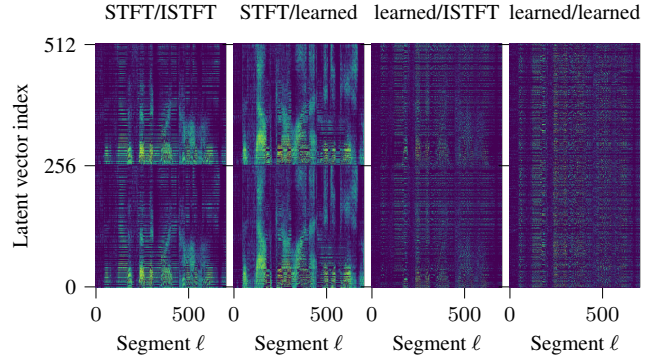 STFT/ISTFT STFT/learned learned/ISTFT learned/learned
512
256
0
Latent vector index
0 500 0 500 0 500 0 500
Segment ℓ Segment ℓ Segment ℓ Segment ℓ